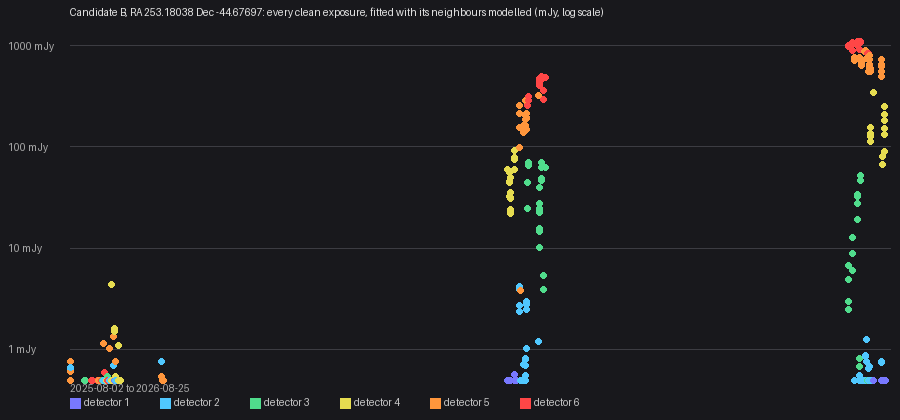 Candidate B, RA 253.18038 Dec -44.67697: every clean exposure, fitted with its neighbours modelled (mJy, log scale)
1000 mJy
100 mJy
10 mJy
1 mJy
2025-08-02 to 2026-08-25
detector 1 detector 2 detector 3 detector 4 detector 5 detector 6